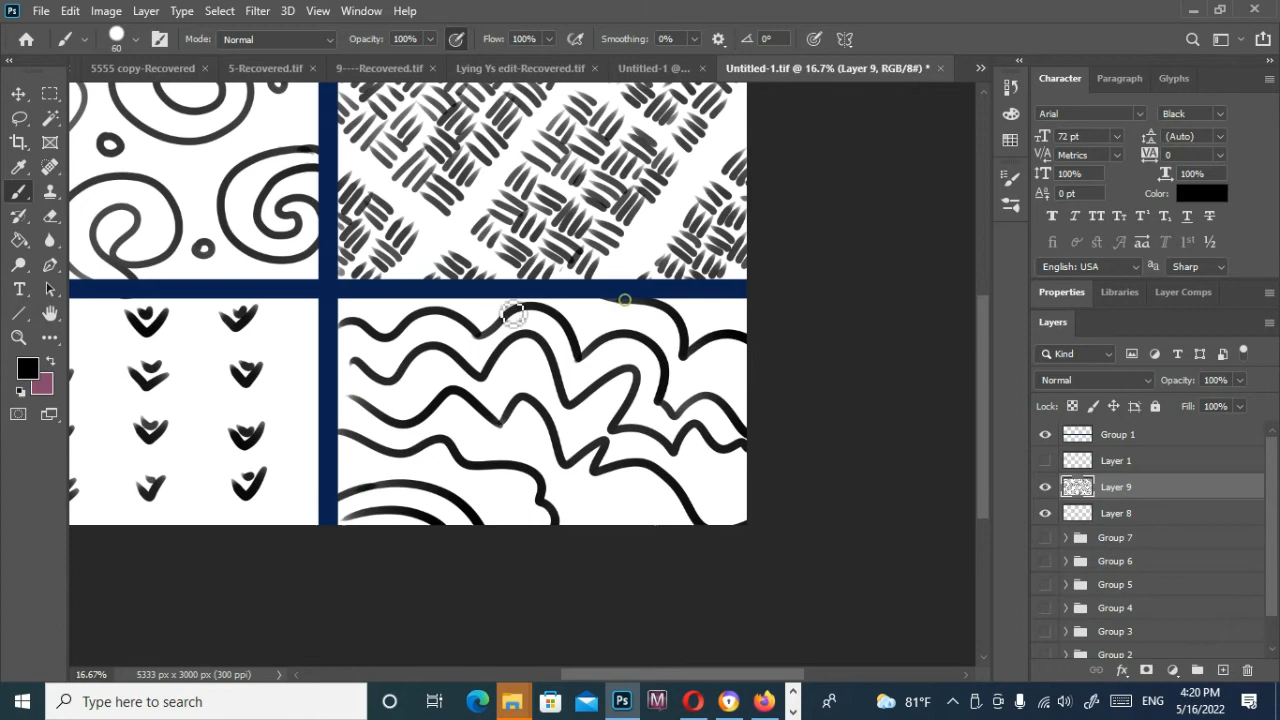 Ps File Edit Image Layer Type Select Filter 3D View Window Help
60 Mode: Normal Opacity: 100% Flow: 100% Smoothing: 0% 0°
5555 copy-Recovered × 5-Recovered.tif × 9----Recovered.tif × Lying Ys edit-Recovered.tif × Untitled-1 @... × Untitled-1.tif @ 16.7% (Layer 9, RGB/8#) * ×
Character Paragraph Glyphs
Arial Black
72 pt (Auto)
Metrics 0
100% 100%
0 pt Color:
English: USA Sharp
Properties Libraries Layer Comps
Layers
Kind
Normal Opacity: 100%
Lock: Fill: 100%
Group 1
Layer 1
Layer 9
Layer 8
Group 7
Group 6
Group 5
Group 4
Group 3
Group 2
16.67% 5333 px x 3000 px (300 ppi)
Type here to search
81°F ENG 4:20 PM
5/16/2022